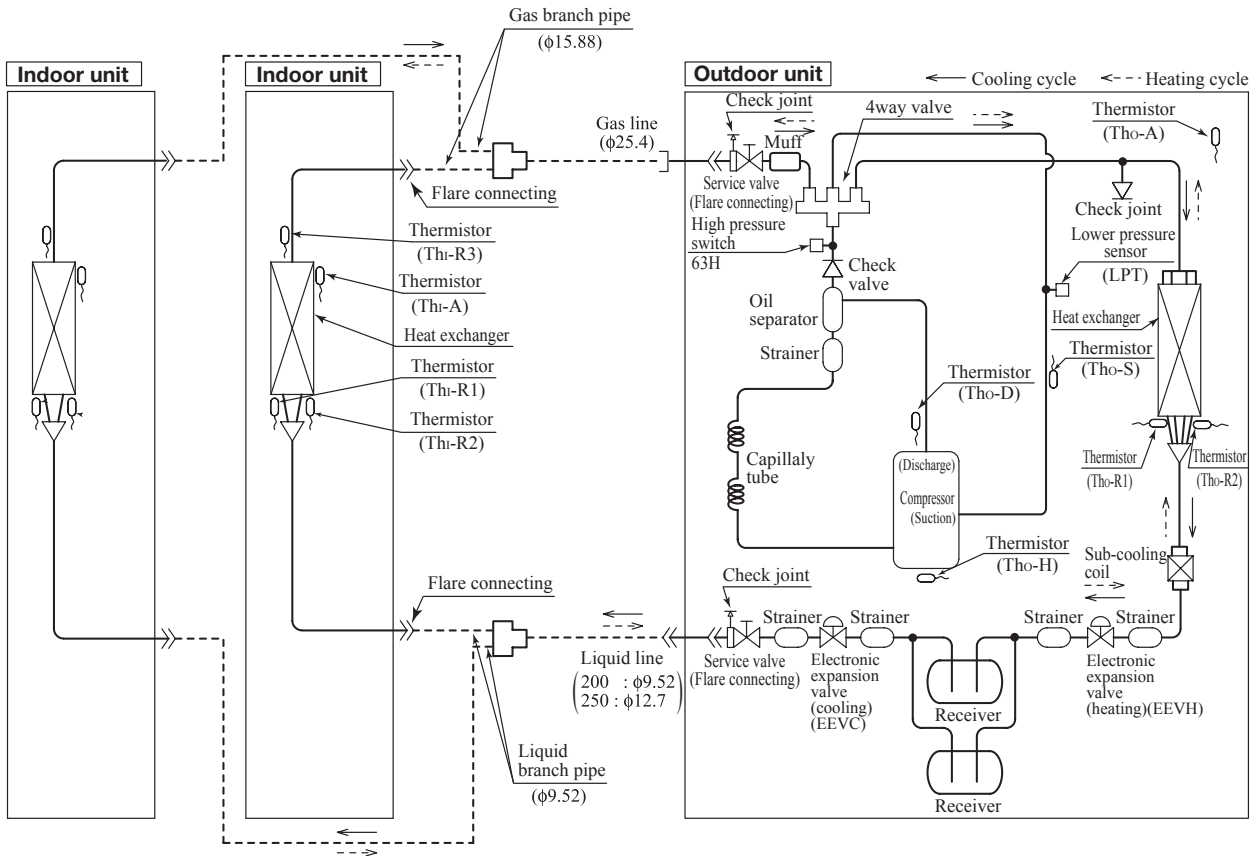 Gas branch pipe
(ϕ15.88)
Indoor unit
Indoor unit
Outdoor unit
Cooling cycle
Heating cycle
Check joint
4way valve
Thermistor
(Tho-A)
Gas line
(ϕ25.4)
Muff
Flare connecting
Service valve
(Flare connecting)
Check joint
High pressure
switch
63H
Lower pressure
sensor
(LPT)
Thermistor
(ThI-R3)
Check
valve
Thermistor
(ThI-A)
Oil
separator
Heat exchanger
Heat exchanger
Strainer
Thermistor
(Tho-S)
Thermistor
(ThI-R1)
Thermistor
(Tho-D)
Thermistor
(ThI-R2)
Capillaly
tube
(Discharge)
Compressor
(Suction)
Thermistor
(Tho-R1)
Thermistor
(Tho-R2)
Thermistor
(Tho-H)
Sub-cooling
coil
Flare connecting
Check joint
Strainer
Strainer
Strainer
Strainer
Liquid line
200 : ϕ9.52
250 : ϕ12.7
Service valve
(Flare connecting)
Electronic
expansion
valve
(cooling)
(EEVC)
Receiver
Electronic
expansion
valve
(heating)(EEVH)
Liquid
branch pipe
(ϕ9.52)
Receiver